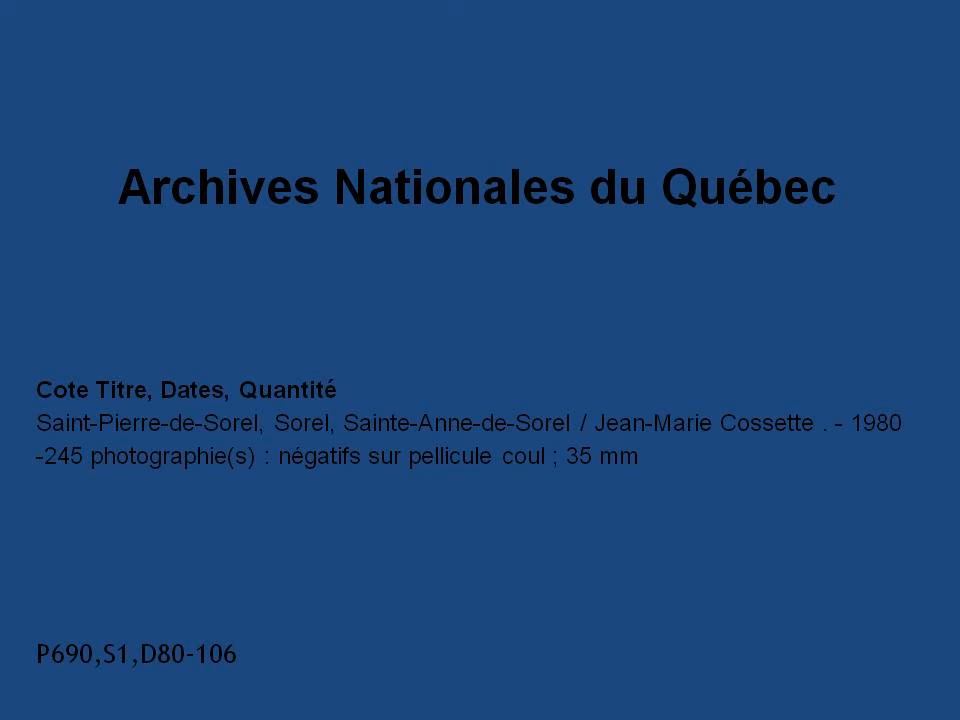 Archives Nationales du Québec
Cote Titre, Dates, Quantité
Saint-Pierre-de-Sorel, Sorel, Sainte-Anne-de-Sorel / Jean-Marie Cossette . - 1980
-245 photographie(s) : négatifs sur pellicule coul ; 35 mm
P690,S1,D80-106